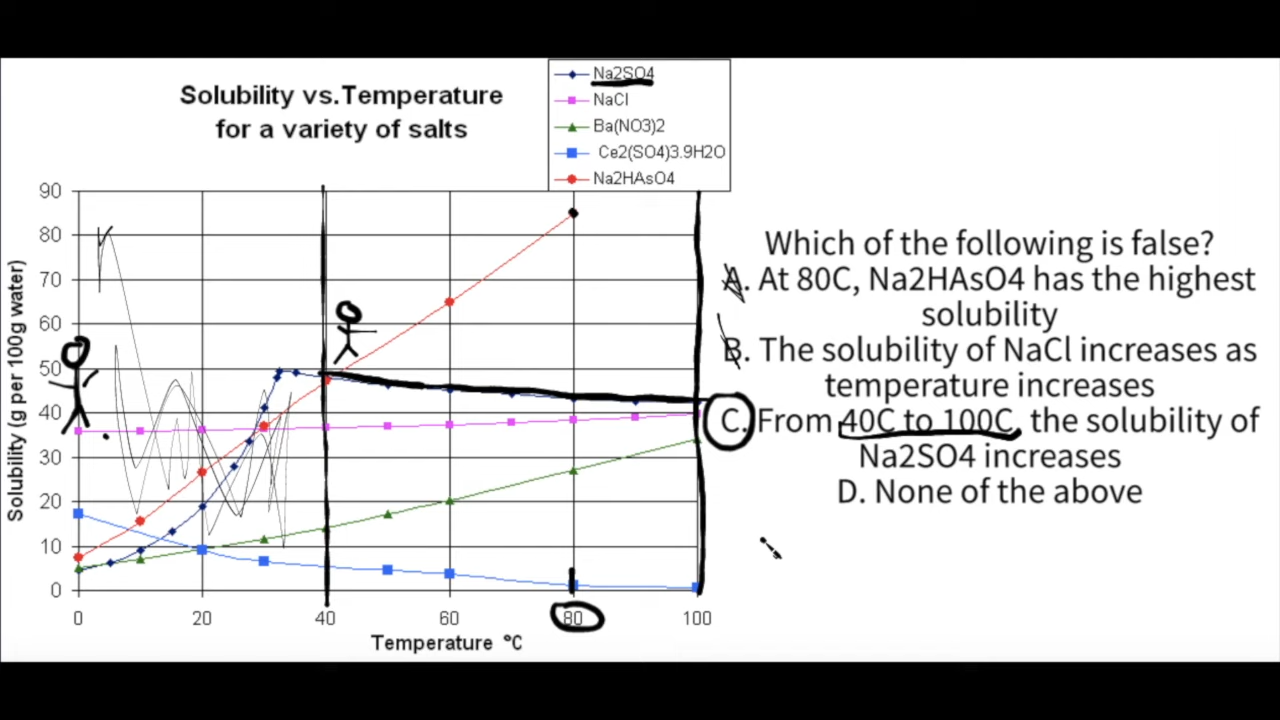 Solubility vs.Temperature
for a variety of salts
Na2SO4
NaCl
Ba(NO3)2
Ce2(SO4)3.9H2O
Na2HAsO4
Solubility (g per 100g water)
90
80
70
60
50
40
30
20
10
0
0 20 40 60 80 100
Temperature °C
Which of the following is false?
A. At 80C, Na2HAsO4 has the highest
solubility
B. The solubility of NaCl increases as
temperature increases
C. From 40C to 100C, the solubility of
Na2SO4 increases
D. None of the above